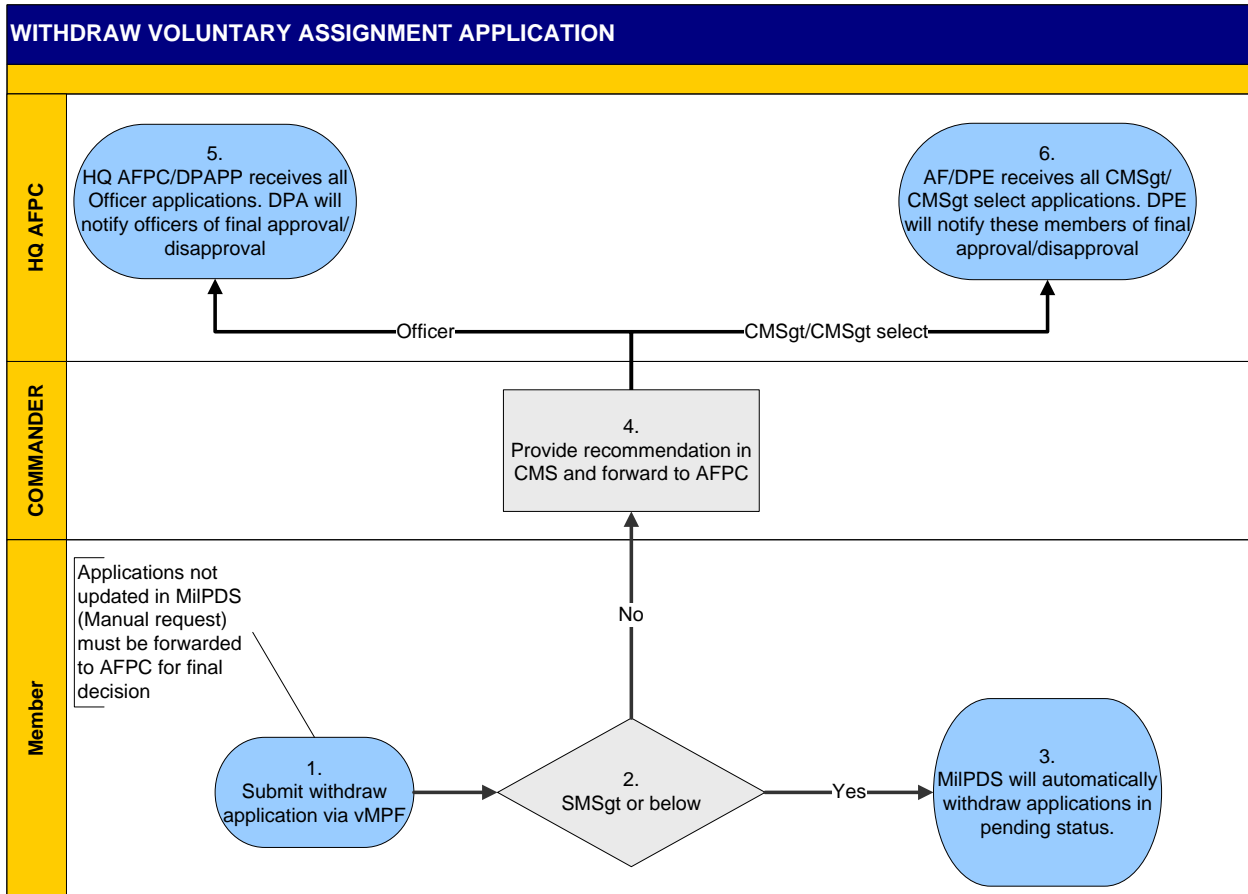 WITHDRAW VOLUNTARY ASSIGNMENT APPLICATION
HQ AFPC
5.
HQ AFPC/DPAPP receives all
Officer applications. DPA will
notify officers of final approval/
disapproval
6.
AF/DPE receives all CMSgt/
CMSgt select applications. DPE
will notify these members of final
approval/disapproval
Officer
CMSgt/CMSgt select
COMMANDER
4.
Provide recommendation in
CMS and forward to AFPC
Member
Applications not
updated in MilPDS
(Manual request)
must be forwarded
to AFPC for final
decision
No
1.
Submit withdraw
application via vMPF
2.
SMSgt or below
Yes
3.
MilPDS will automatically
withdraw applications in
pending status.